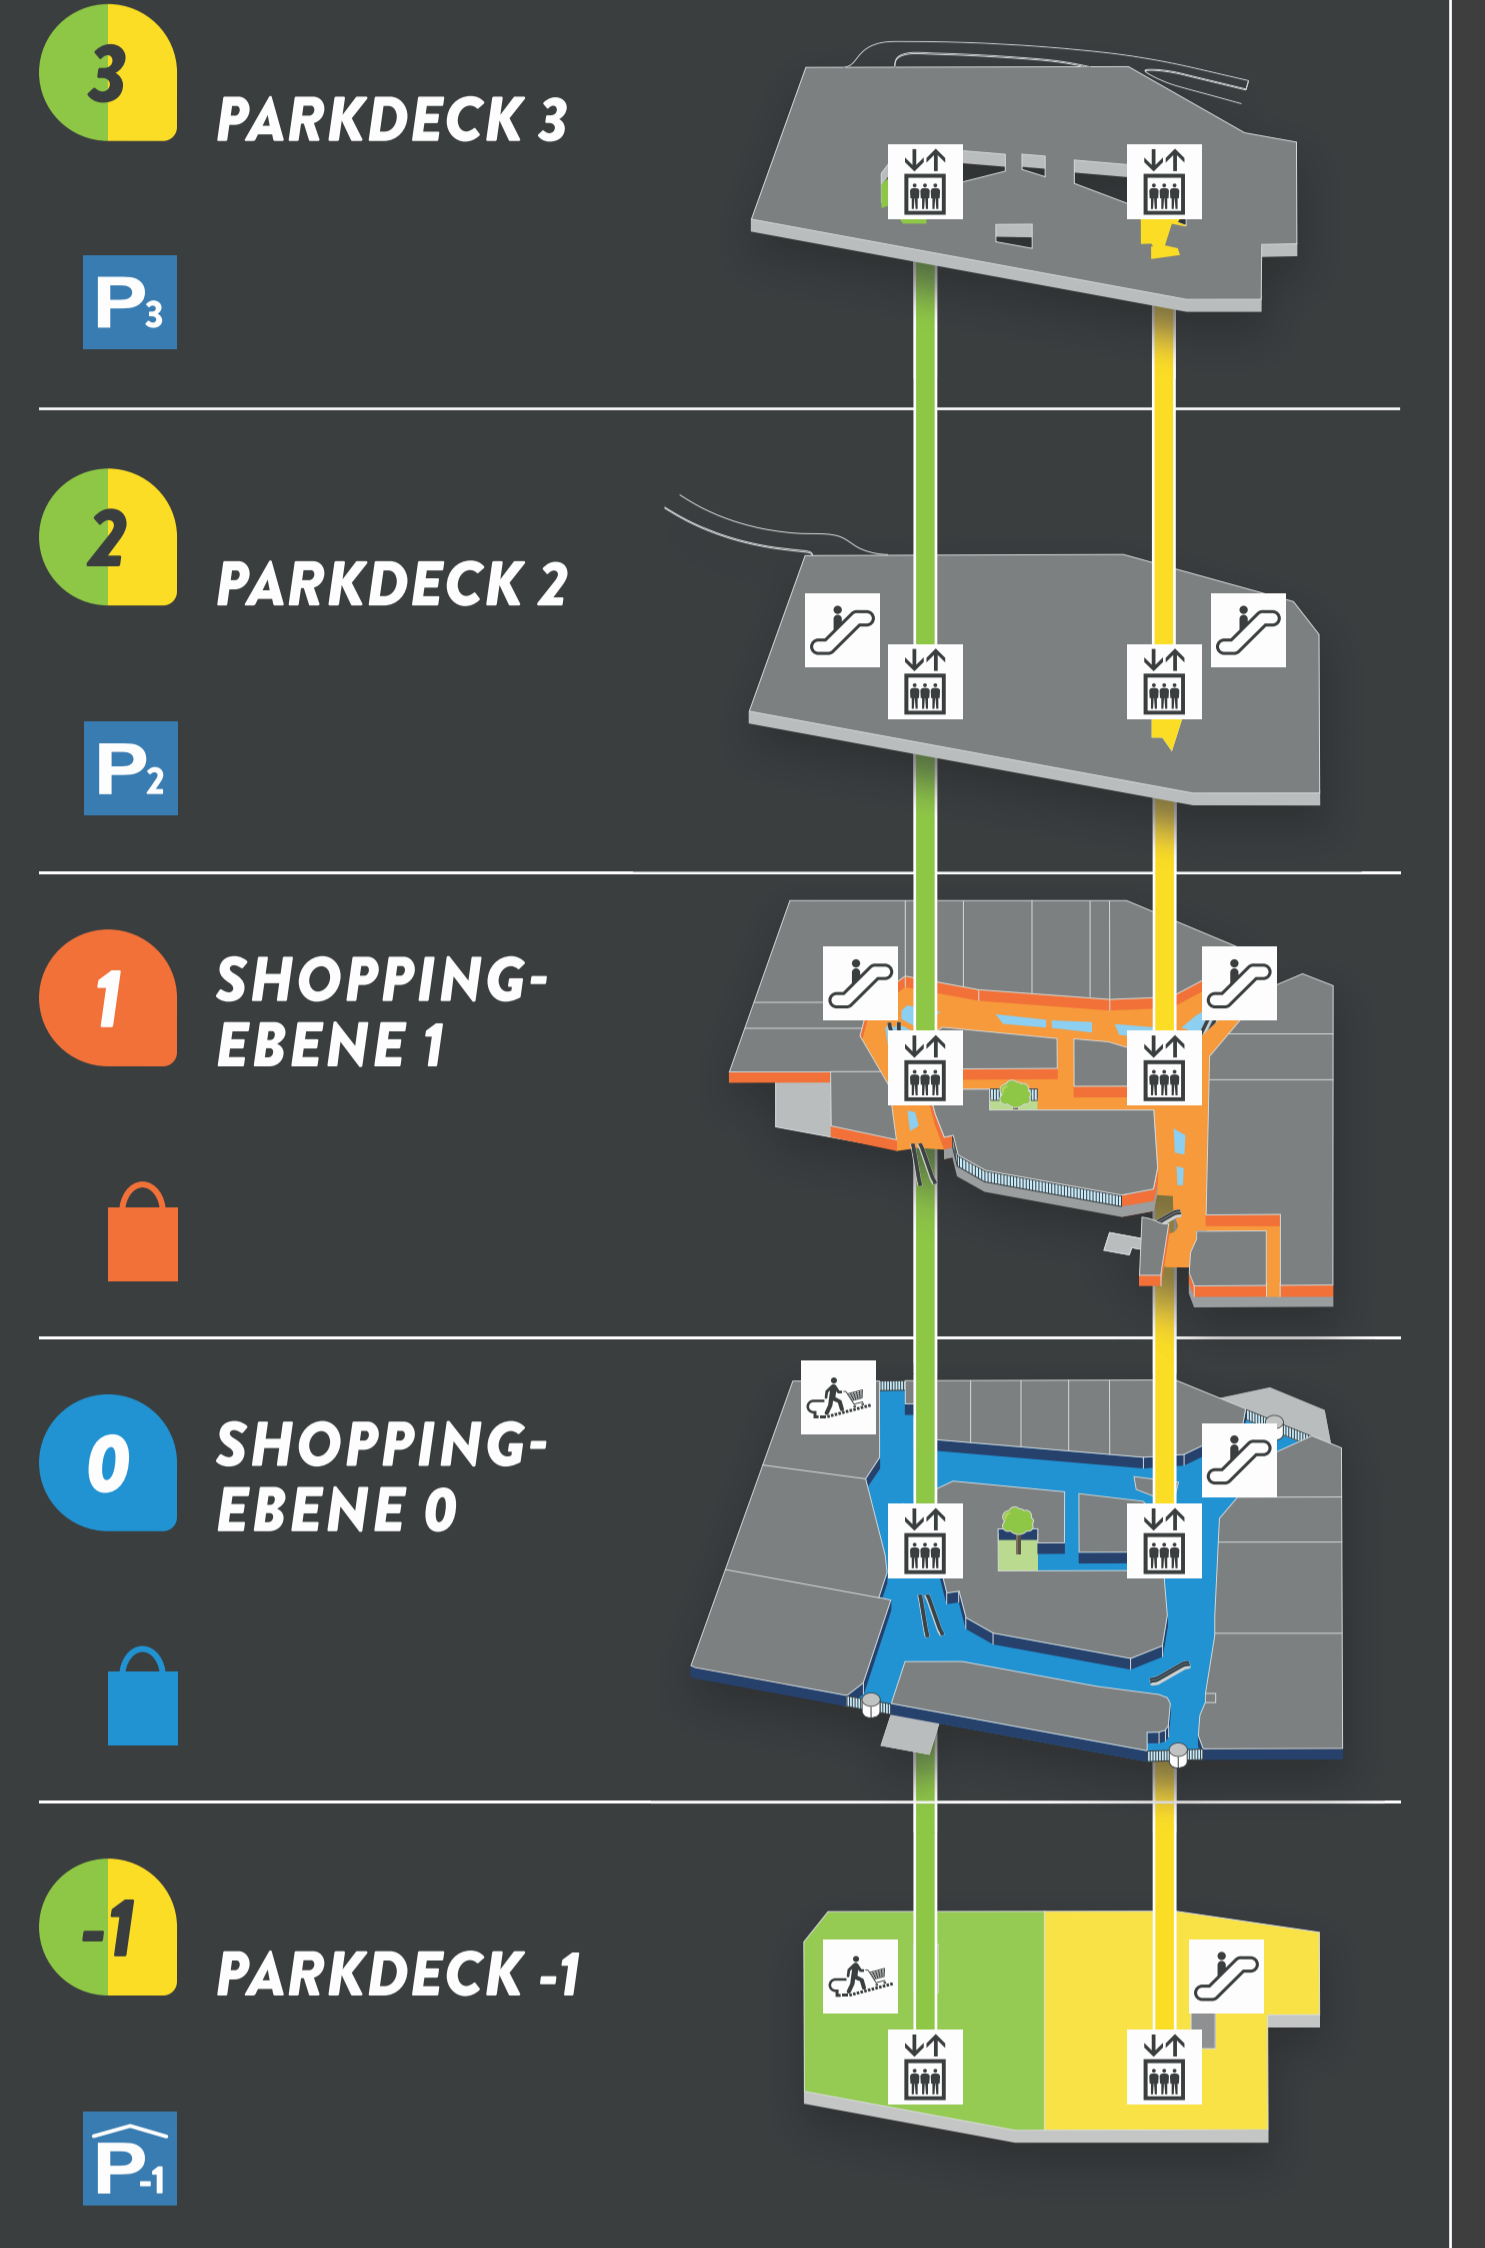 3
PARKDECK 3
P3
2
PARKDECK 2
P2
1
SHOPPING-
EBENE 1
0
SHOPPING-
EBENE 0
-1
PARKDECK -1
P-1